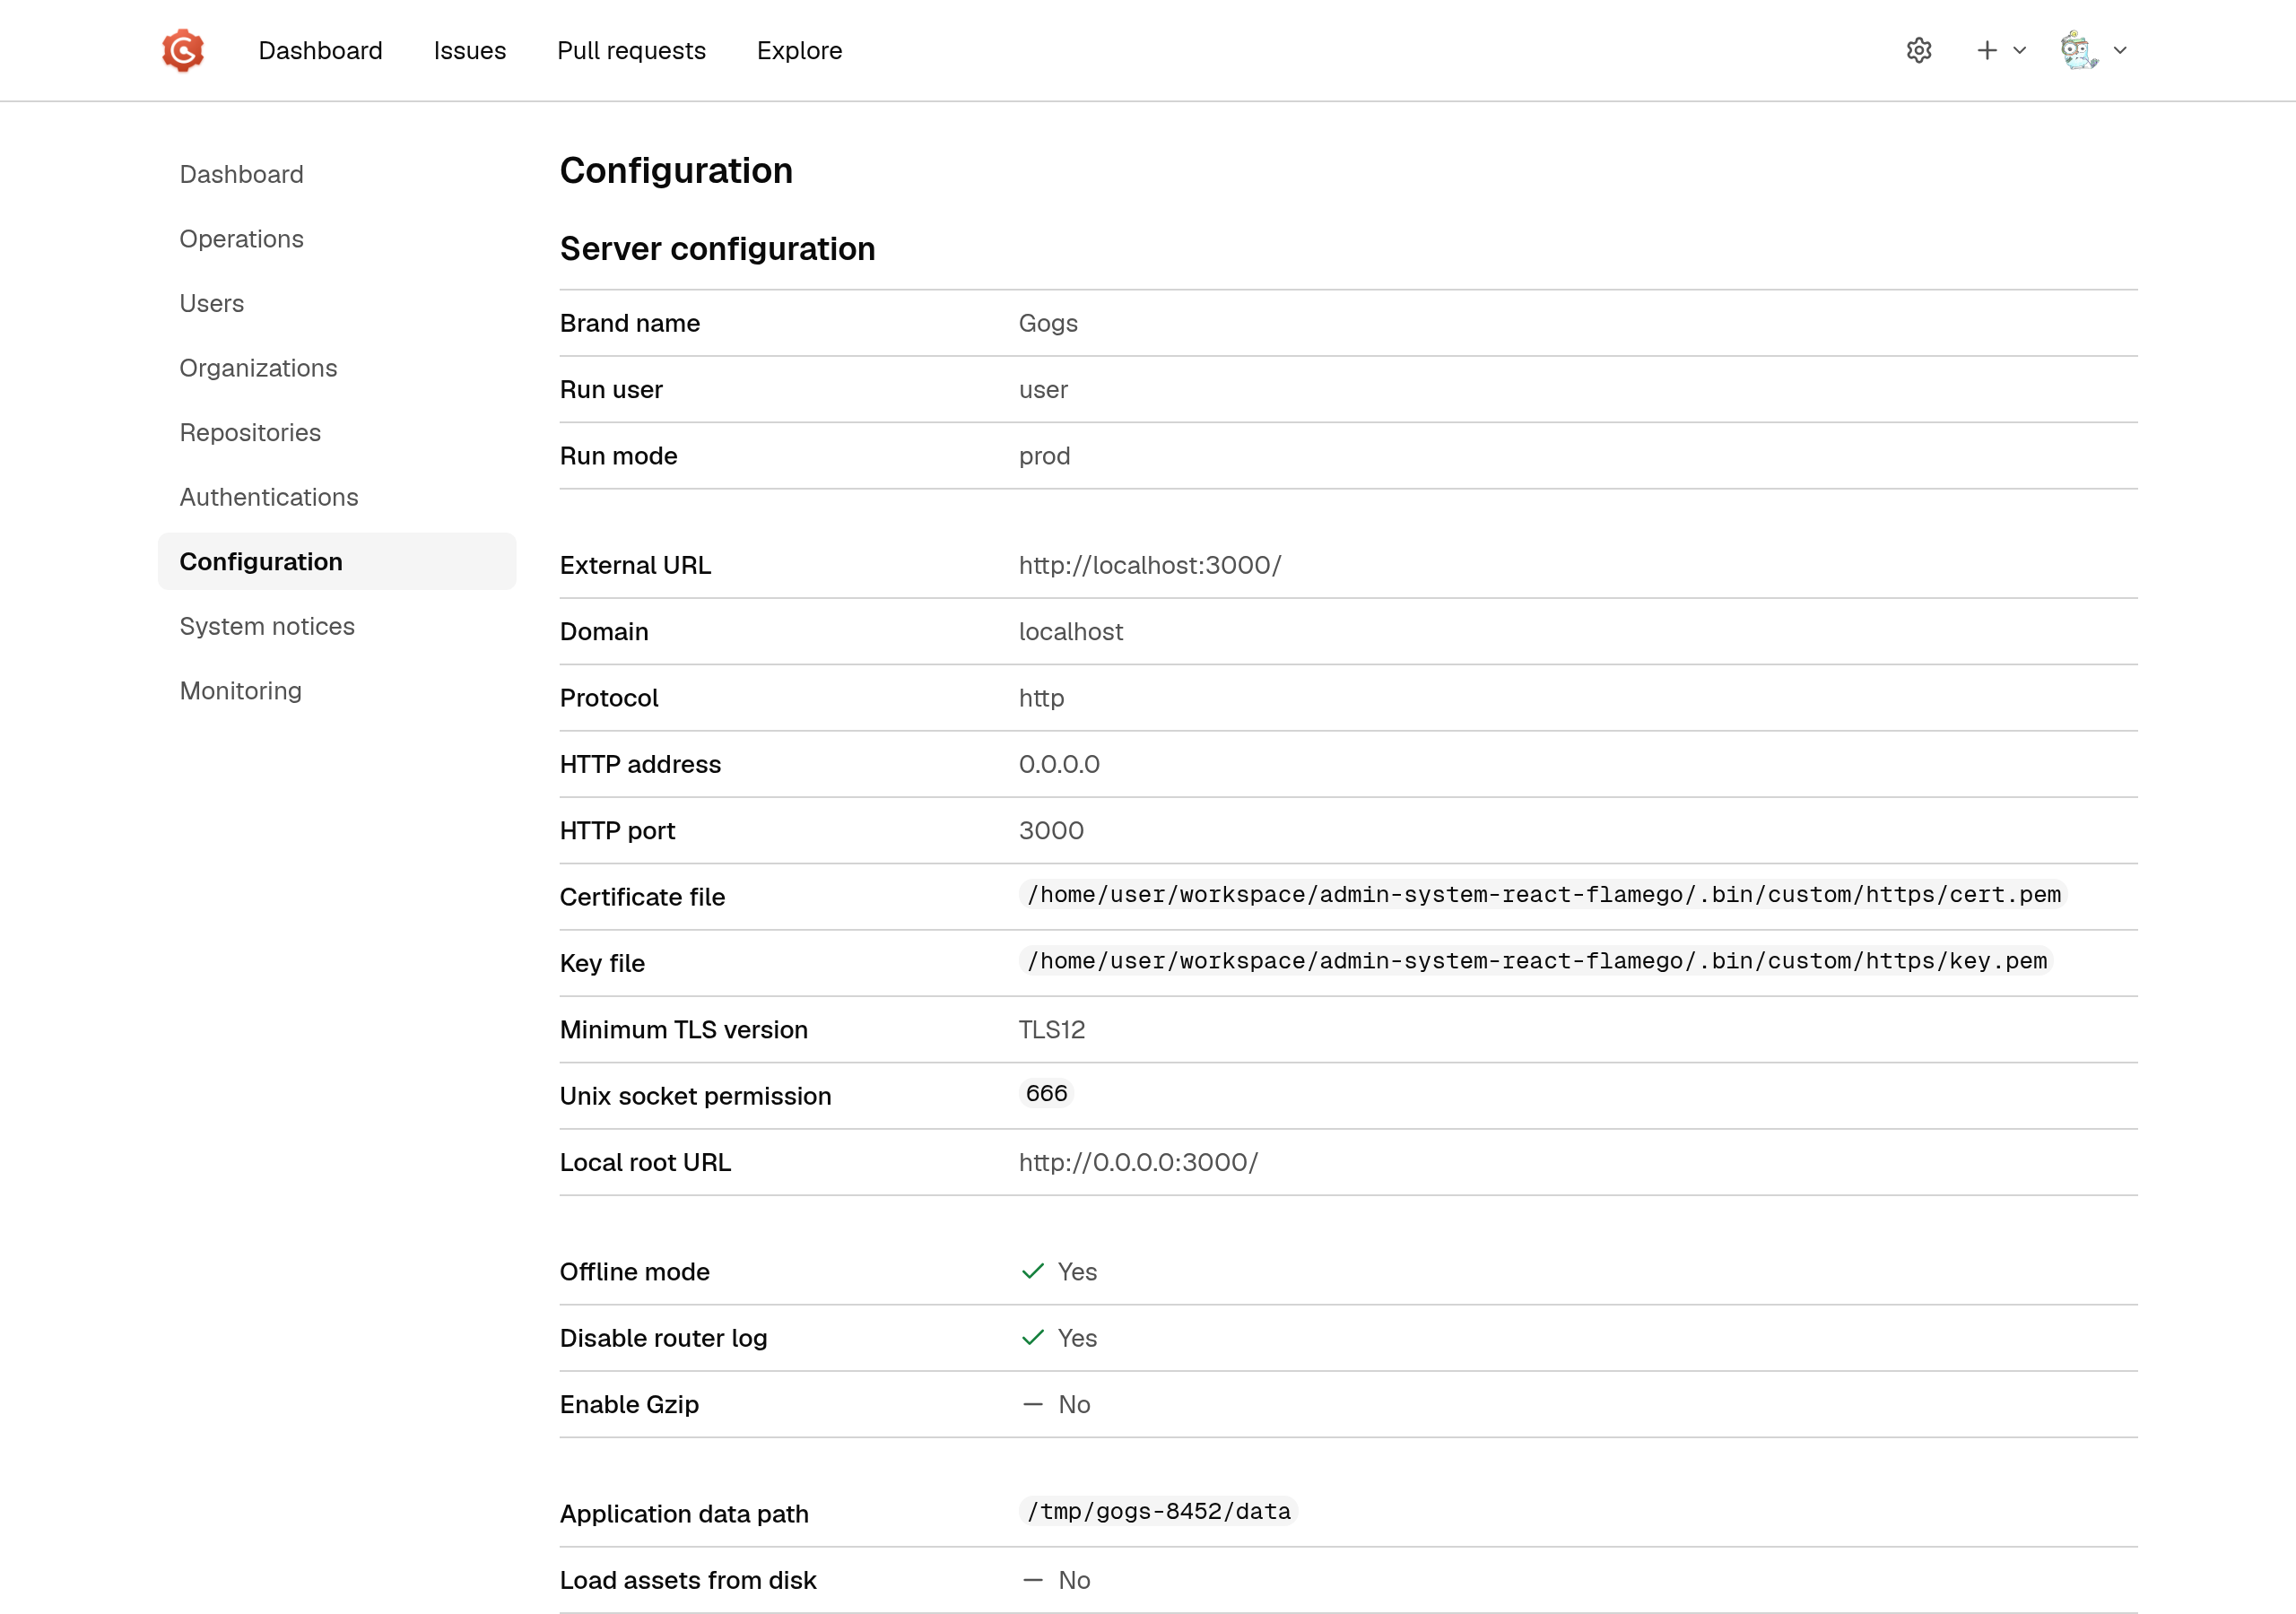 Dashboard Issues Pull requests Explore
Dashboard
Operations
Users
Organizations
Repositories
Authentications
Configuration
System notices
Monitoring
Configuration
Server configuration
Brand name Gogs
Run user user
Run mode prod
External URL http://localhost:3000/
Domain localhost
Protocol http
HTTP address 0.0.0.0
HTTP port 3000
Certificate file /home/user/workspace/admin-system-react-flamego/.bin/custom/https/cert.pem
Key file /home/user/workspace/admin-system-react-flamego/.bin/custom/https/key.pem
Minimum TLS version TLS12
Unix socket permission 666
Local root URL http://0.0.0.0:3000/
Offline mode Yes
Disable router log Yes
Enable Gzip No
Application data path /tmp/gogs-8452/data
Load assets from disk No